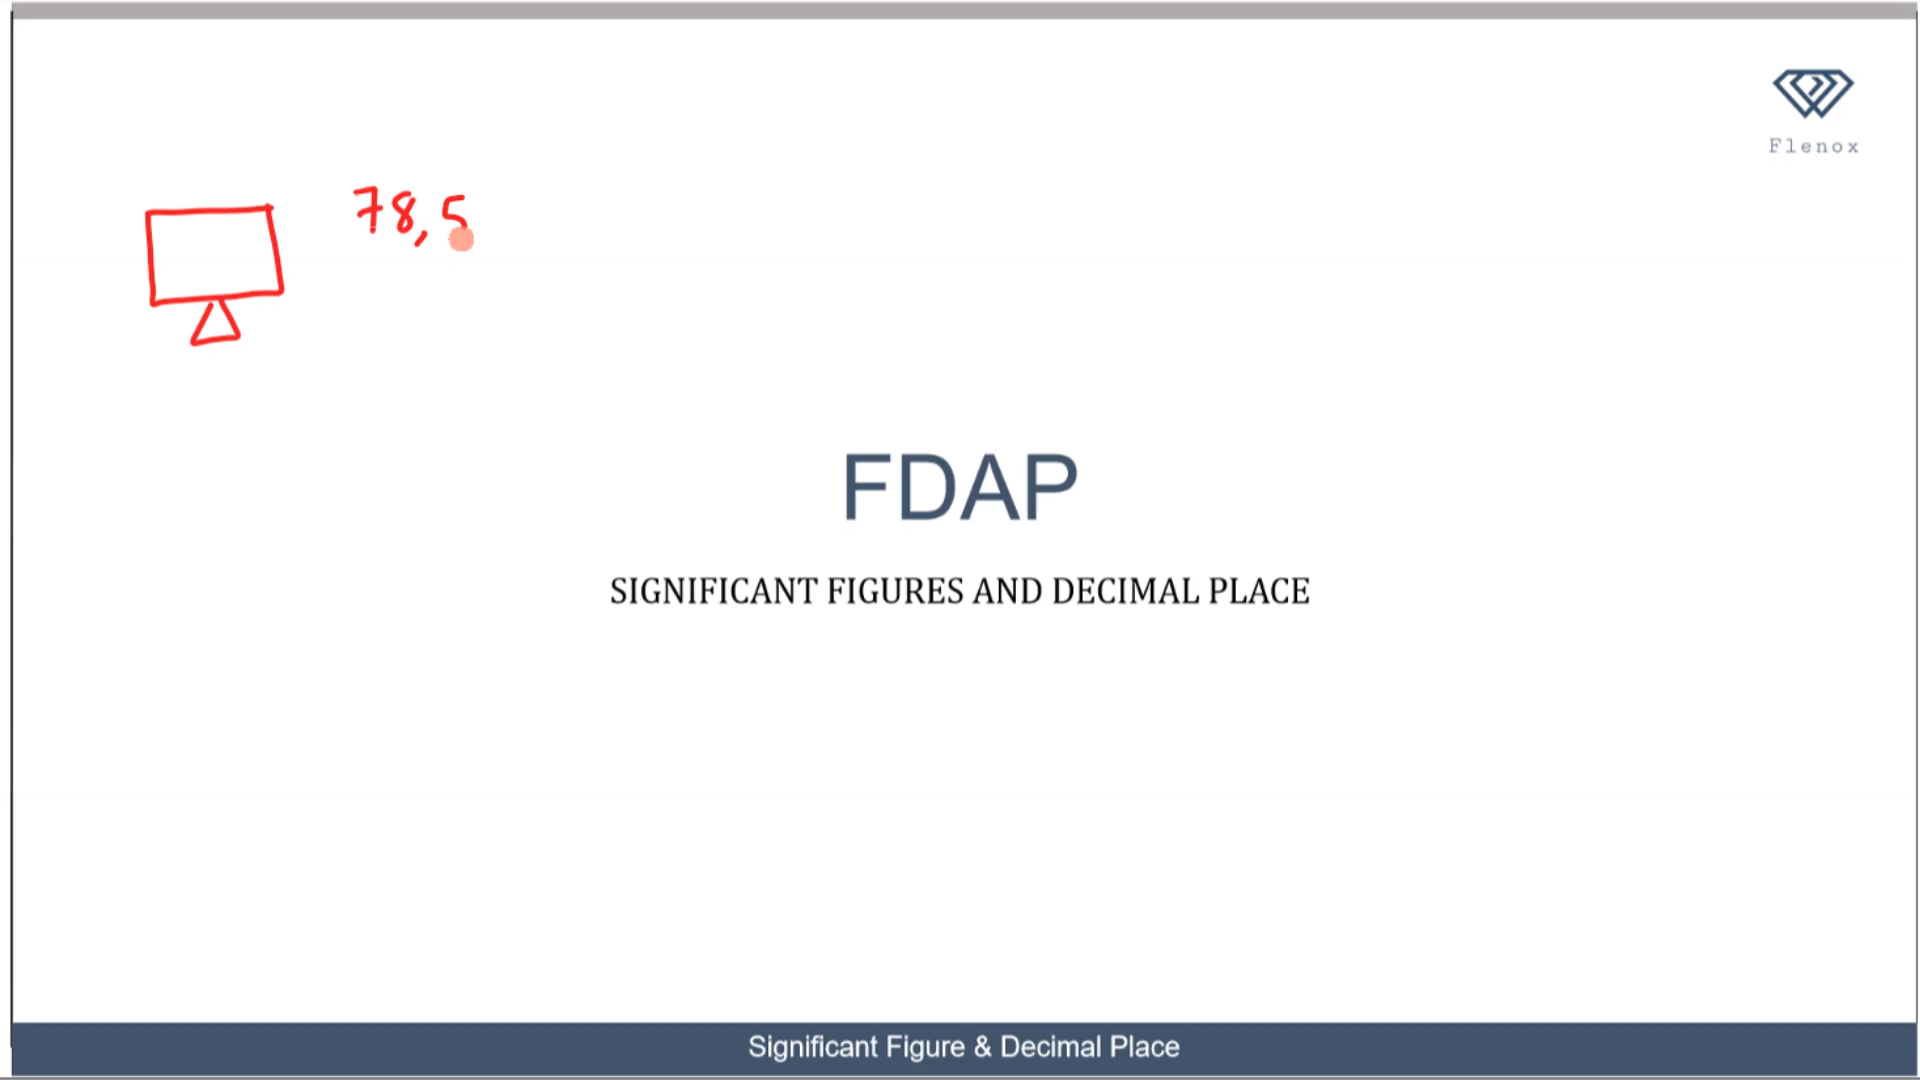 Flenox
78,5
FDAP
SIGNIFICANT FIGURES AND DECIMAL PLACE
Significant Figure & Decimal Place